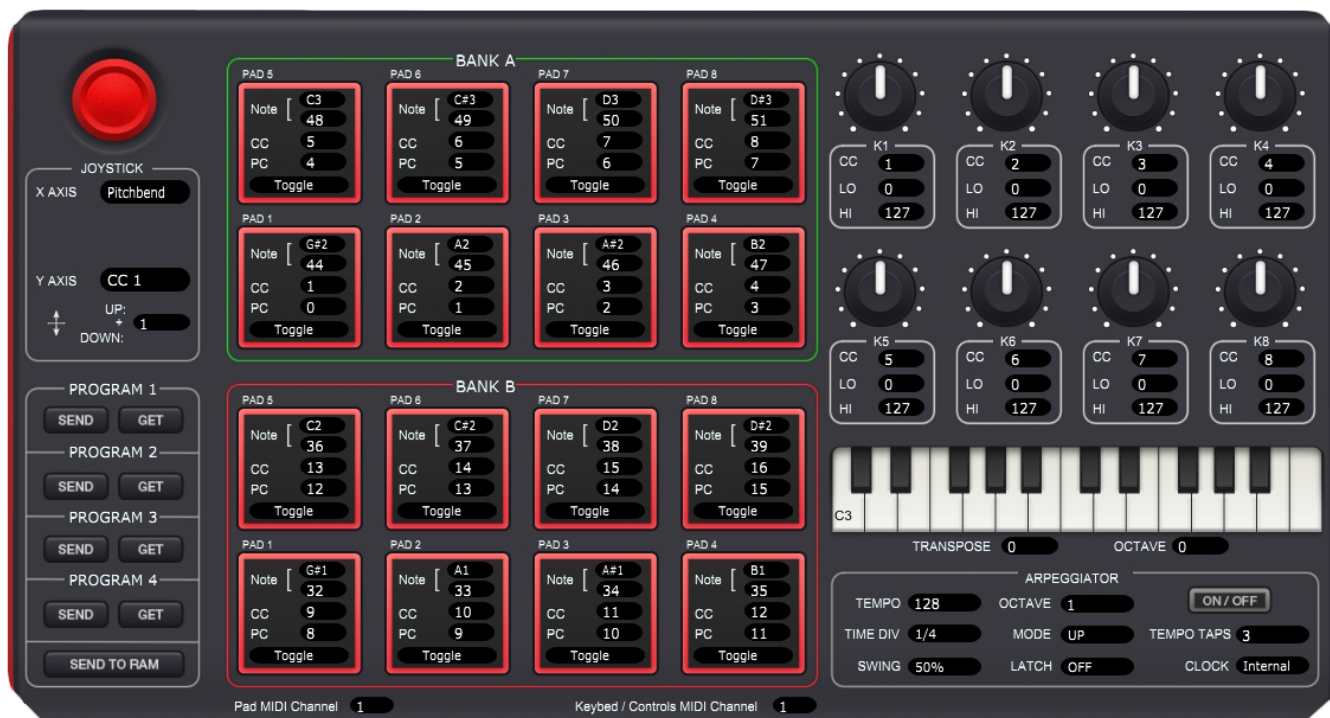 JOYSTICK
X AXIS Pitchbend
Y AXIS CC 1
UP:
+ 1
DOWN:
PROGRAM 1
SEND GET
PROGRAM 2
SEND GET
PROGRAM 3
SEND GET
PROGRAM 4
SEND GET
SEND TO RAM
BANK A
PAD 5 PAD 6 PAD 7 PAD 8
Note [ C3 Note [ C#3 Note [ D3 Note [ D#3
48 49 50 51
CC 5 CC 6 CC 7 CC 8
PC 4 PC 5 PC 6 PC 7
Toggle Toggle Toggle Toggle
PAD 1 PAD 2 PAD 3 PAD 4
Note [ G#2 Note [ A2 Note [ A#2 Note [ B2
44 45 46 47
CC 1 CC 2 CC 3 CC 4
PC 0 PC 1 PC 2 PC 3
Toggle Toggle Toggle Toggle
BANK B
PAD 5 PAD 6 PAD 7 PAD 8
Note [ C2 Note [ C#2 Note [ D2 Note [ D#2
36 37 38 39
CC 13 CC 14 CC 15 CC 16
PC 12 PC 13 PC 14 PC 15
Toggle Toggle Toggle Toggle
PAD 1 PAD 2 PAD 3 PAD 4
Note [ G#1 Note [ A1 Note [ A#1 Note [ B1
32 33 34 35
CC 9 CC 10 CC 11 CC 12
PC 8 PC 9 PC 10 PC 11
Toggle Toggle Toggle Toggle
Pad MIDI Channel 1 Keybed / Controls MIDI Channel 1
K1 K2 K3 K4
CC 1 CC 2 CC 3 CC 4
LO 0 LO 0 LO 0 LO 0
HI 127 HI 127 HI 127 HI 127
K5 K6 K7 K8
CC 5 CC 6 CC 7 CC 8
LO 0 LO 0 LO 0 LO 0
HI 127 HI 127 HI 127 HI 127
C3
TRANSPOSE 0 OCTAVE 0
ARPEGGIATOR
TEMPO 128 OCTAVE 1 ON / OFF
TIME DIV 1/4 MODE UP TEMPO TAPS 3
SWING 50% LATCH OFF CLOCK Internal